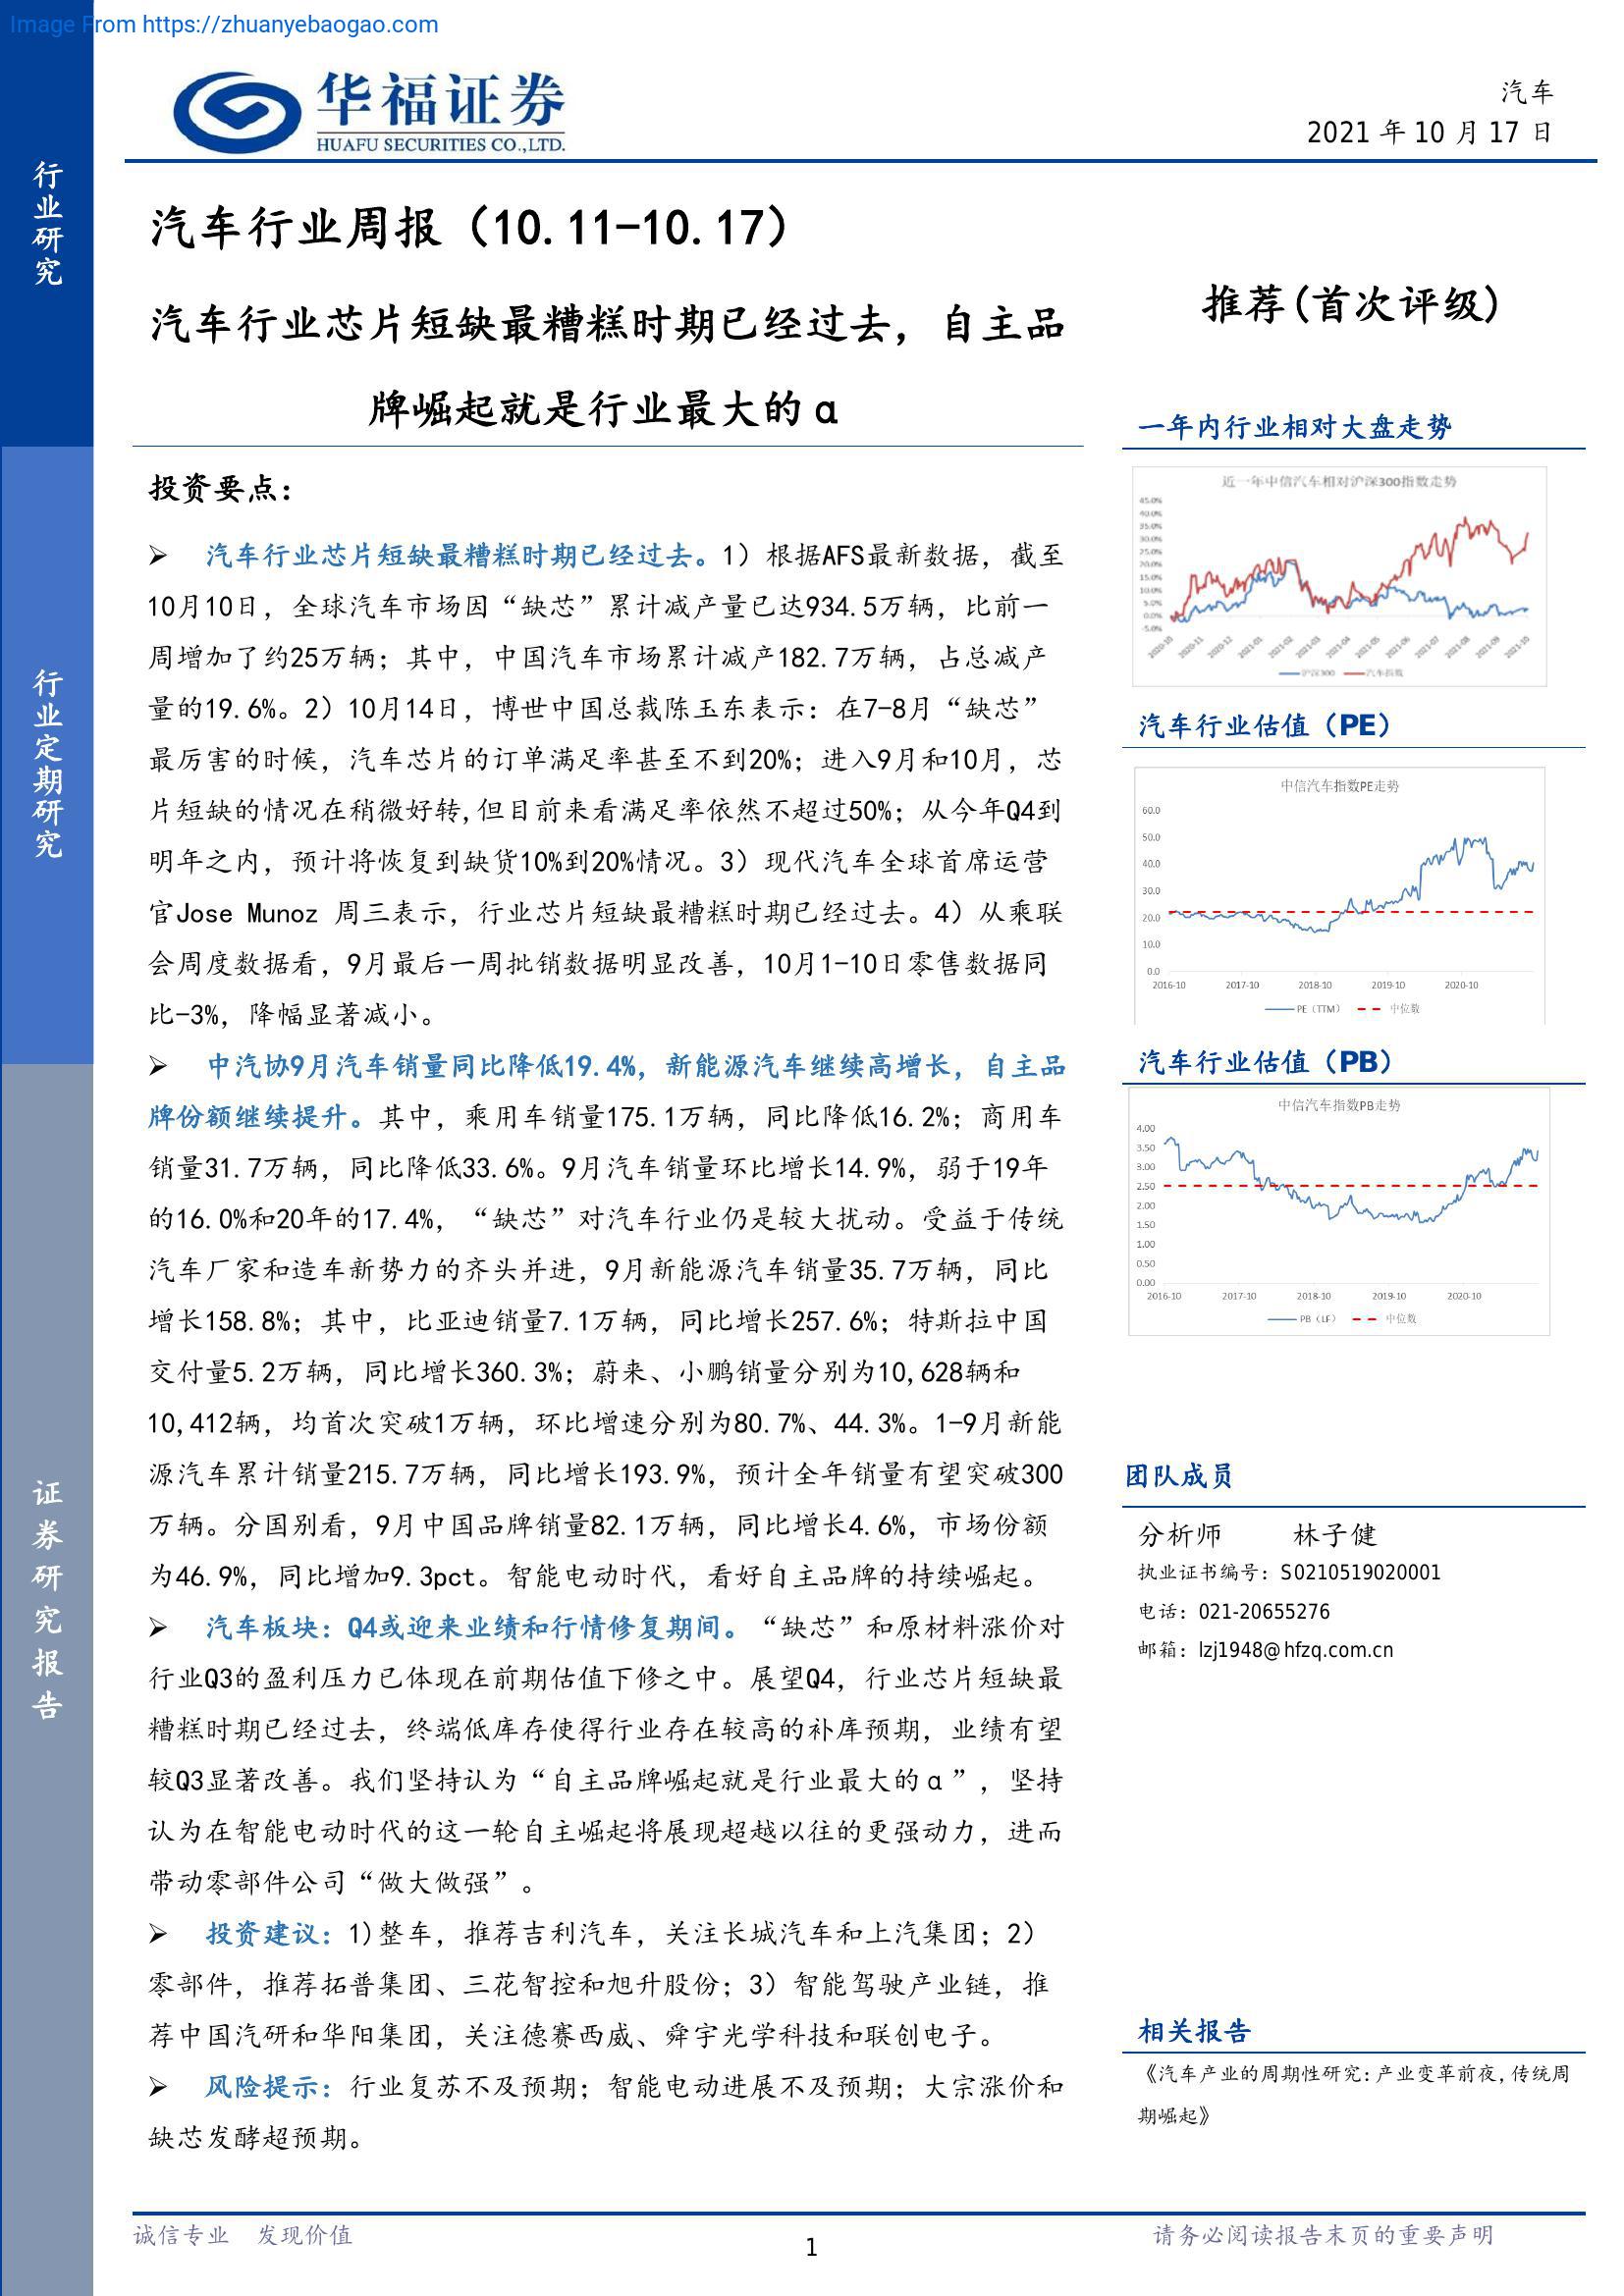 Image From https://zhuanyebaogao.com
华福证券
HUAFU SECURITIES CO.,LTD.
汽车
2021 年 10 月 17 日
行业研究
行业定期研究
证券研究报告
汽车行业周报（10.11-10.17）
汽车行业芯片短缺最糟糕时期已经过去，自主品
牌崛起就是行业最大的 α
投资要点：
➢ 汽车行业芯片短缺最糟糕时期已经过去。1）根据AFS最新数据，截至
10月10日，全球汽车市场因“缺芯”累计减产量已达934.5万辆，比前一
周增加了约25万辆；其中，中国汽车市场累计减产182.7万辆，占总减产
量的19.6%。2）10月14日，博世中国总裁陈玉东表示：在7-8月“缺芯”
最厉害的时候，汽车芯片的订单满足率甚至不到20%；进入9月和10月，芯
片短缺的情况在稍微好转,但目前来看满足率依然不超过50%；从今年Q4到
明年之内，预计将恢复到缺货10%到20%情况。3）现代汽车全球首席运营
官Jose Munoz 周三表示，行业芯片短缺最糟糕时期已经过去。4）从乘联
会周度数据看，9月最后一周批销数据明显改善，10月1-10日零售数据同
比-3%，降幅显著减小。
➢ 中汽协9月汽车销量同比降低19.4%，新能源汽车继续高增长，自主品
牌份额继续提升。其中，乘用车销量175.1万辆，同比降低16.2%；商用车
销量31.7万辆，同比降低33.6%。9月汽车销量环比增长14.9%，弱于19年
的16.0%和20年的17.4%，“缺芯”对汽车行业仍是较大扰动。受益于传统
汽车厂家和造车新势力的齐头并进，9月新能源汽车销量35.7万辆，同比
增长158.8%；其中，比亚迪销量7.1万辆，同比增长257.6%；特斯拉中国
交付量5.2万辆，同比增长360.3%；蔚来、小鹏销量分别为10,628辆和
10,412辆，均首次突破1万辆，环比增速分别为80.7%、44.3%。1-9月新能
源汽车累计销量215.7万辆，同比增长193.9%，预计全年销量有望突破300
万辆。分国别看，9月中国品牌销量82.1万辆，同比增长4.6%，市场份额
为46.9%，同比增加9.3pct。智能电动时代，看好自主品牌的持续崛起。
➢ 汽车板块：Q4或迎来业绩和行情修复期间。“缺芯”和原材料涨价对
行业Q3的盈利压力已体现在前期估值下修之中。展望Q4，行业芯片短缺最
糟糕时期已经过去，终端低库存使得行业存在较高的补库预期，业绩有望
较Q3显著改善。我们坚持认为“自主品牌崛起就是行业最大的α”，坚持
认为在智能电动时代的这一轮自主崛起将展现超越以往的更强动力，进而
带动零部件公司“做大做强”。
➢ 投资建议：1)整车，推荐吉利汽车，关注长城汽车和上汽集团；2）
零部件，推荐拓普集团、三花智控和旭升股份；3）智能驾驶产业链，推
荐中国汽研和华阳集团，关注德赛西威、舜宇光学科技和联创电子。
➢ 风险提示：行业复苏不及预期；智能电动进展不及预期；大宗涨价和
缺芯发酵超预期。
推荐(首次评级)
一年内行业相对大盘走势
近一年中信汽车相对沪深300指数走势
45.0%
40.0%
35.0%
30.0%
25.0%
20.0%
15.0%
10.0%
5.0%
0.0%
-5.0%
2020-10 2020-11 2020-12 2021-01 2021-02 2021-03 2021-04 2021-05 2021-06 2021-07 2021-08 2021-09 2021-10
沪深300 汽车指数
汽车行业估值（PE）
中信汽车指数PE走势
60.0
50.0
40.0
30.0
20.0
10.0
0.0
2016-10 2017-10 2018-10 2019-10 2020-10
PE（TTM） 中位数
汽车行业估值（PB）
中信汽车指数PB走势
4.00
3.50
3.00
2.50
2.00
1.50
1.00
0.50
0.00
2016-10 2017-10 2018-10 2019-10 2020-10
PB（LF） 中位数
团队成员
分析师 林子健
执业证书编号：S0210519020001
电话：021-20655276
邮箱：lzj1948@hfzq.com.cn
相关报告
《汽车产业的周期性研究:产业变革前夜,传统周
期崛起》
诚信专业 发现价值
1
请务必阅读报告末页的重要声明